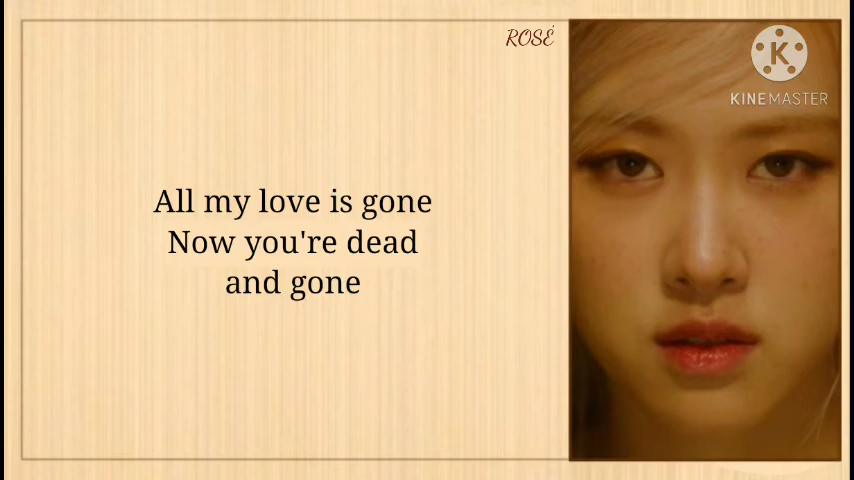 ROSÉ
K
KINEMASTER
All my love is gone
Now you're dead
and gone